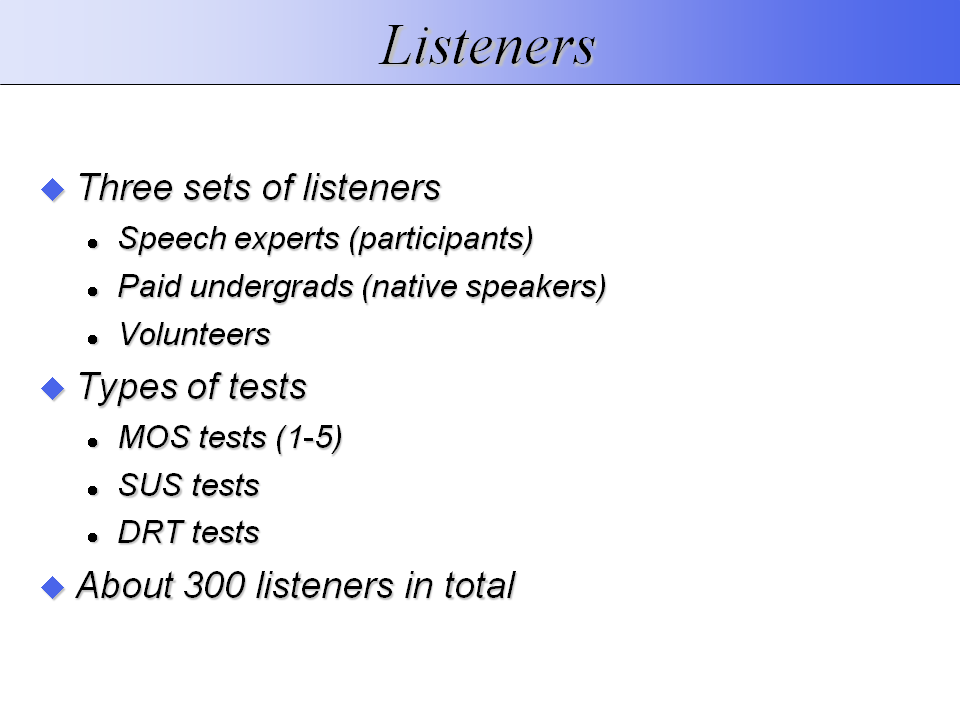 Listeners
Three sets of listeners
Speech experts (participants)
Paid undergrads (native speakers)
Volunteers
Types of tests
MOS tests (1-5)
SUS tests
DRT tests
About 300 listeners in total